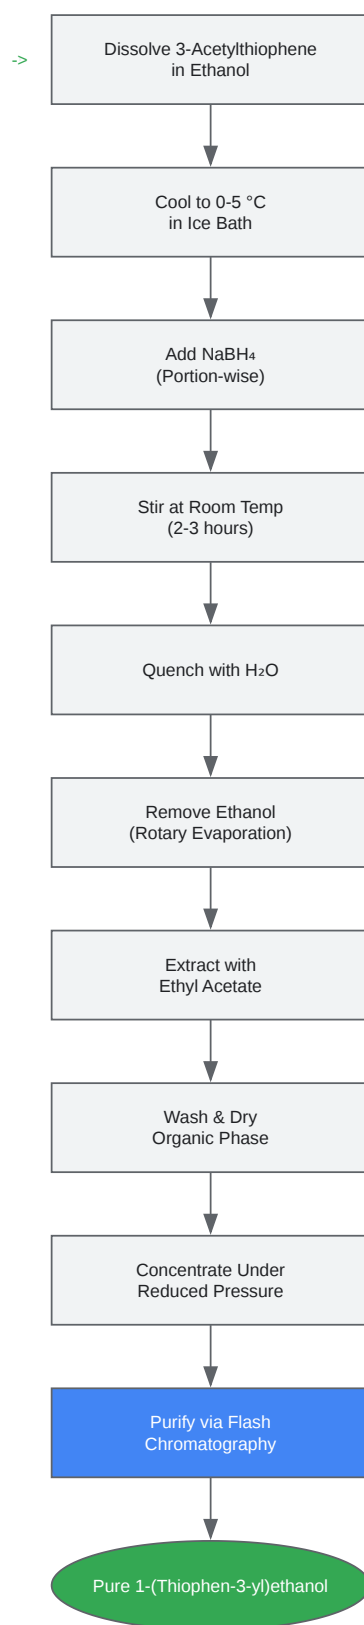 ->
Dissolve 3-Acetylthiophene
in Ethanol
Cool to 0-5 °C
in Ice Bath
Add NaBH₄
(Portion-wise)
Stir at Room Temp
(2-3 hours)
Quench with H₂O
Remove Ethanol
(Rotary Evaporation)
Extract with
Ethyl Acetate
Wash & Dry
Organic Phase
Concentrate Under
Reduced Pressure
Purify via Flash
Chromatography
Pure 1-(Thiophen-3-yl)ethanol